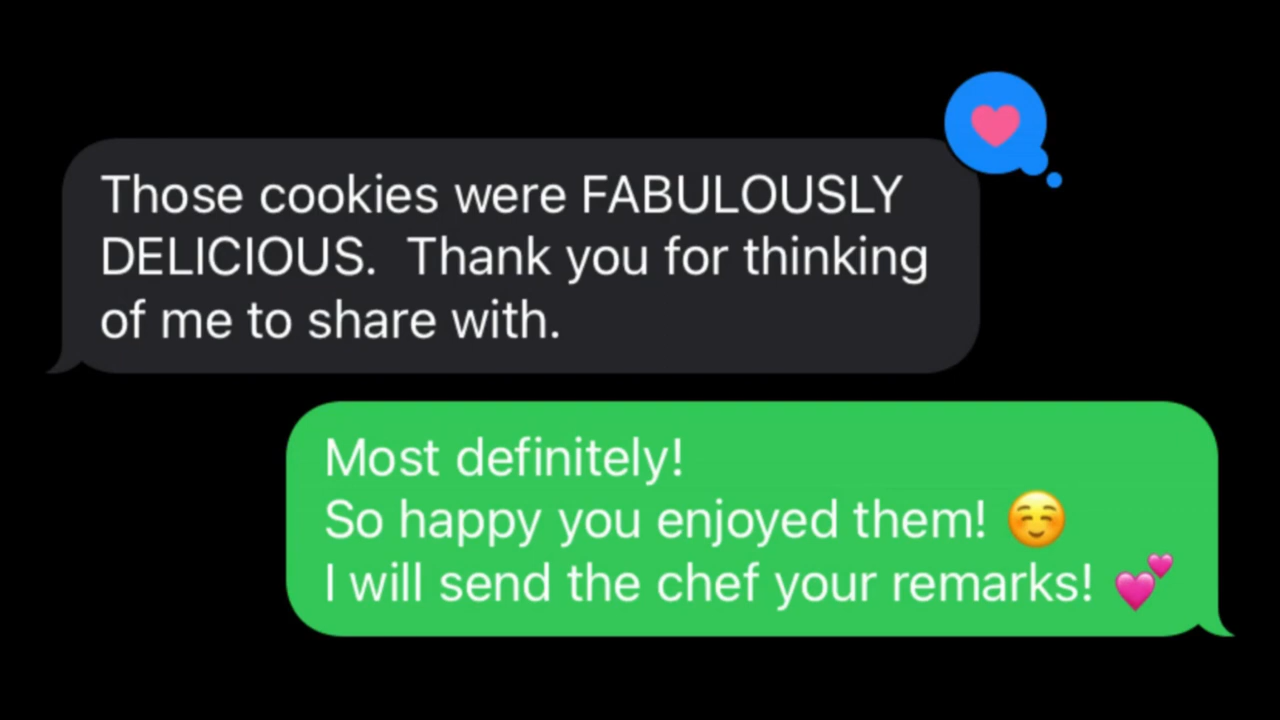 Those cookies were FABULOUSLY
DELICIOUS.  Thank you for thinking
of me to share with.
Most definitely!
So happy you enjoyed them! ☺️
I will send the chef your remarks! 💕